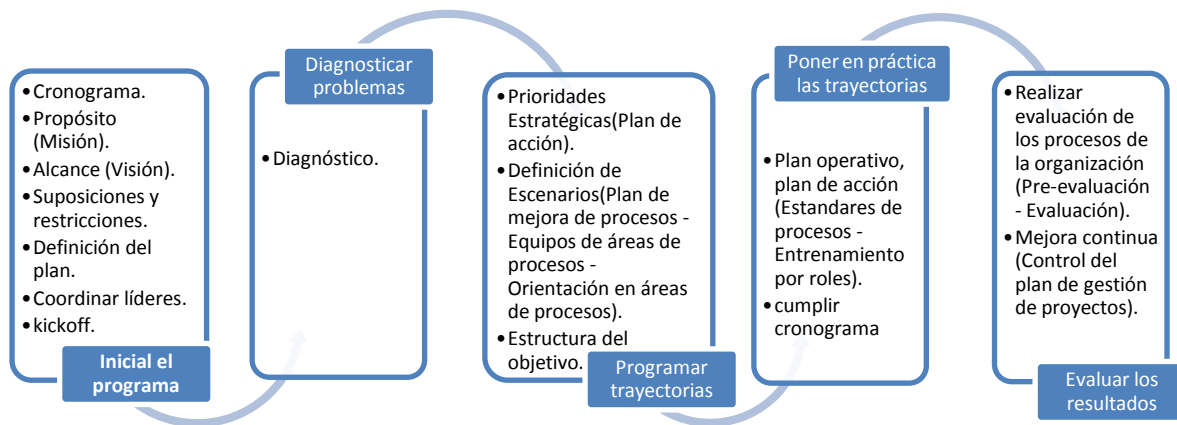 •Cronograma.
•Propósito
(Misión).
•Alcance (Visión).
•Suposiciones y
restricciones.
•Definición del
plan.
•Coordinar líderes.
•kickoff.
Inicial el
programa
Diagnosticar
problemas
•Diagnóstico.
•Prioridades
Estratégicas(Plan de
acción).
•Definición de
Escenarios(Plan de
mejora de procesos -
Equipos de áreas de
procesos -
Orientación en áreas
de procesos).
•Estructura del
objetivo.
Programar
trayectorias
Poner en práctica
las trayectorias
•Plan operativo,
plan de acción
(Estandares de
procesos -
Entrenamiento
por roles).
•cumplir
cronograma
•Realizar
evaluación de
los procesos de
la organización
(Pre-evaluación
- Evaluación).
•Mejora continua
(Control del
plan de gestión
de proyectos).
Evaluar los
resultados